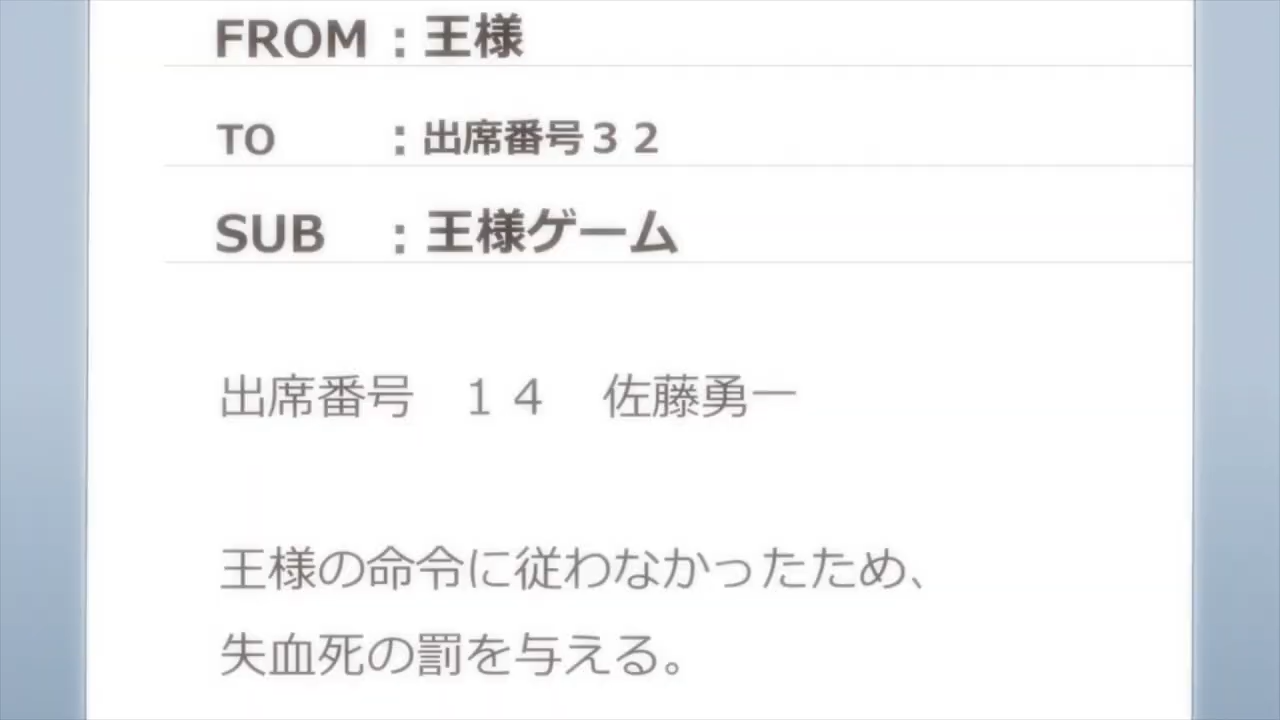 FROM：王様
TO　：出席番号３２
SUB　：王様ゲーム
出席番号　１４　佐藤勇一
王様の命令に従わなかったため、
失血死の罰を与える。